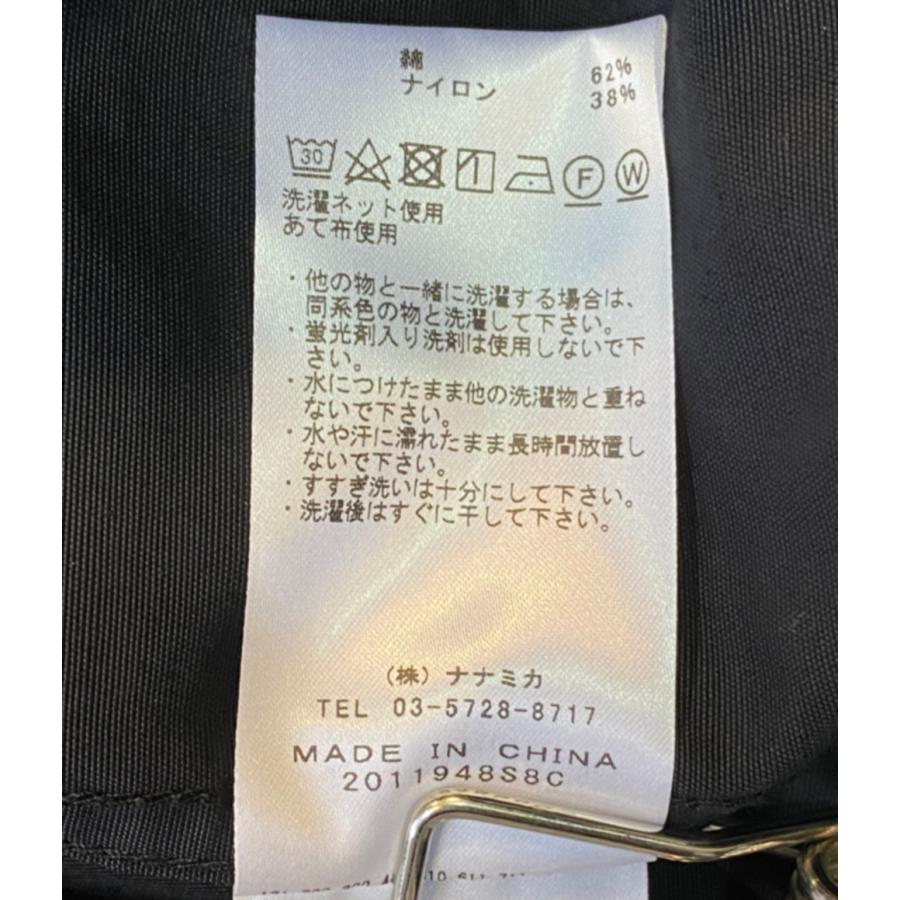 綿 62%
ナイロン 38%
30 F W
洗濯ネット使用
あて布使用
・他の物と一緒に洗濯する場合は、
同系色の物と洗濯して下さい。
・蛍光剤入り洗剤は使用しないで下
さい。
・水につけたまま他の洗濯物と重ね
ないで下さい。
・水や汗に濡れたまま長時間放置し
ないで下さい。
・すすぎ洗いは十分にして下さい。
・洗濯後はすぐに干して下さい。
(株) ナナミカ
TEL 03-5728-8717
MADE IN CHINA
2011948S8C